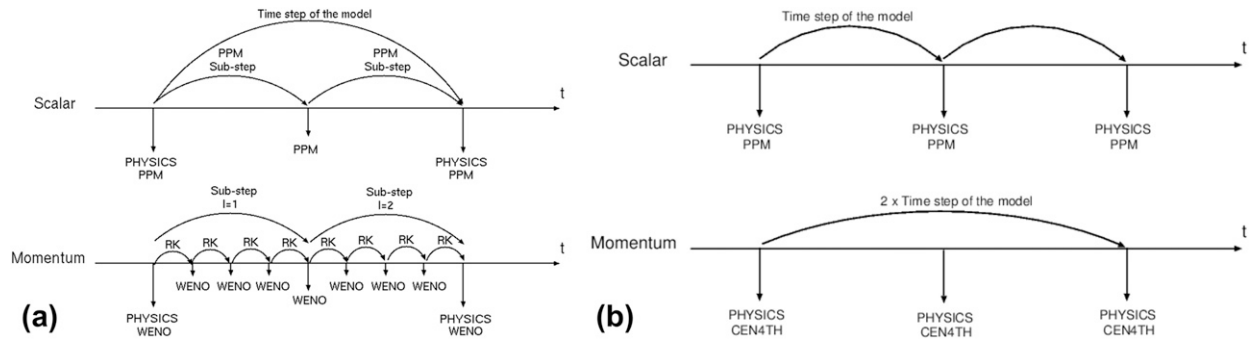 Time step of the model
PPM
Sub-step
PPM
Sub-step
t
Scalar
PHYSICS
PPM
PPM
PHYSICS
PPM
Sub-step
I=1
Sub-step
I=2
RK RK RK RK RK RK RK RK
t
Momentum
WENO WENO WENO WENO WENO WENO WENO
PHYSICS
WENO
PHYSICS
WENO
(a)
Time step of the model
t
Scalar
PHYSICS
PPM
PHYSICS
PPM
PHYSICS
PPM
2 x Time step of the model
t
Momentum
PHYSICS
CEN4TH
PHYSICS
CEN4TH
PHYSICS
CEN4TH
(b)